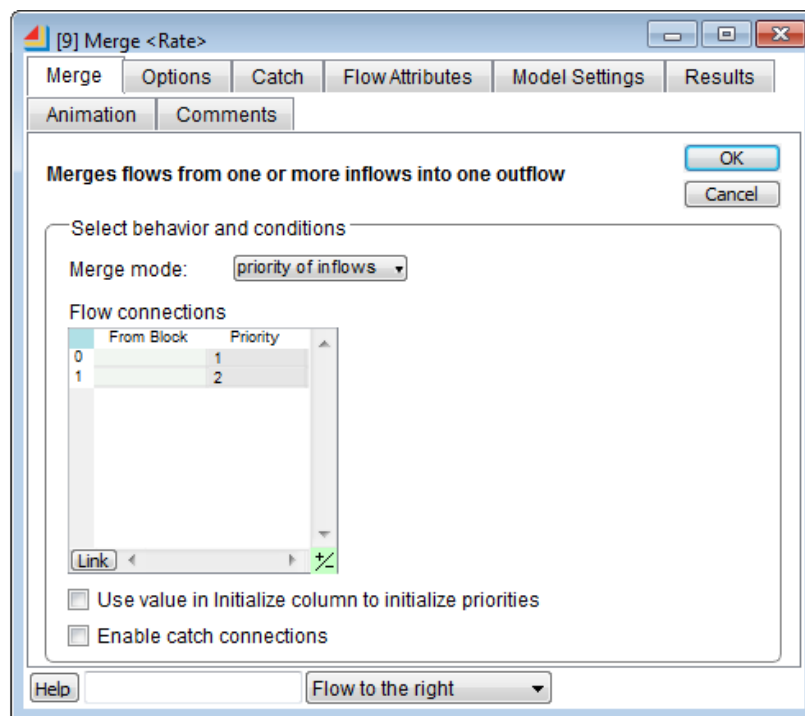 [9] Merge <Rate>
Merge Options Catch Flow Attributes Model Settings Results
Animation Comments
OK
Merges flows from one or more inflows into one outflow
Cancel
Select behavior and conditions
Merge mode: priority of inflows
Flow connections
From Block Priority
0 1
1 2
Link +/-
Use value in Initialize column to initialize priorities
Enable catch connections
Help Flow to the right